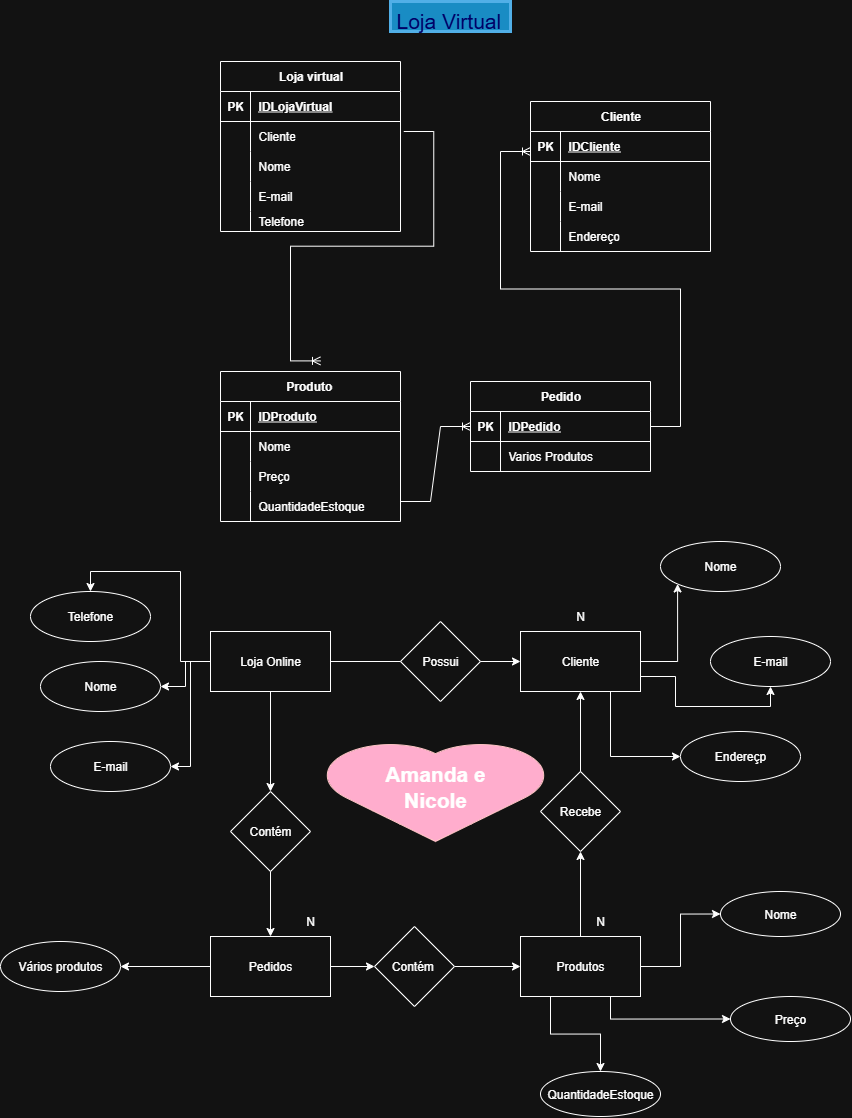 Loja Virtual
Loja virtual
PK IDLojaVirtual
Cliente
Nome
E-mail
Telefone
Cliente
PK IDCliente
Nome
E-mail
Endereço
Produto
PK IDProduto
Nome
Preço
QuantidadeEstoque
Pedido
PK IDPedido
Varios Produtos
Nome
Telefone
N
Loja Online
Possui
Cliente
E-mail
Nome
E-mail
Endereçp
Amanda e
Nicole
Contém
Recebe
N
N
Nome
Vários produtos
Pedidos
Contém
Produtos
Preço
QuantidadeEstoque